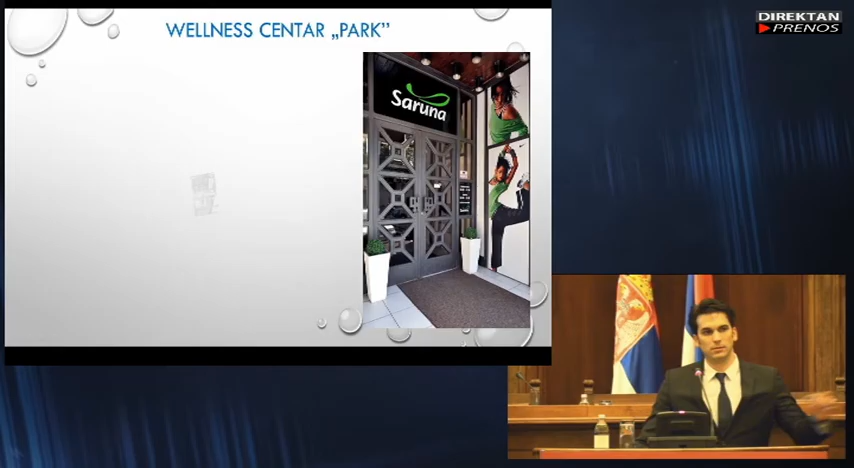 WELLNESS CENTAR „PARK”
DIREKTAN
PRENOS
Saruna